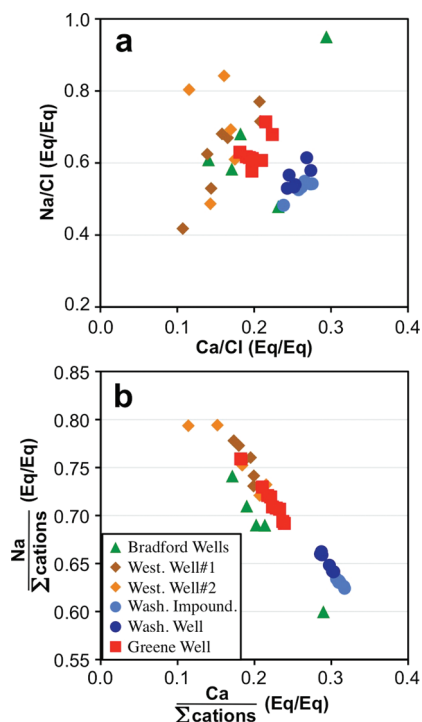 a
1.0
0.8
0.6
0.4
0.2
Na/Cl (Eq/Eq)
0.0 0.1 0.2 0.3 0.4
Ca/Cl (Eq/Eq)
b
0.85
0.80
0.75
0.70
0.65
0.60
0.55
Na
Σcations (Eq/Eq)
Bradford Wells
West. Well#1
West. Well#2
Wash. Impound.
Wash. Well
Greene Well
0.0 0.1 0.2 0.3 0.4
Ca
Σcations (Eq/Eq)